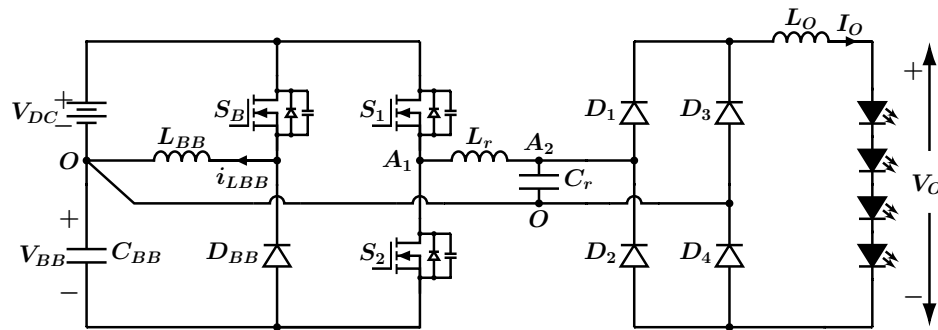 L_O I_O
+ V_DC −
S_B
S_1
D_1
D_3
+
L_BB
L_r A_2
O
i_LBB
A_1
C_r
V_O
+
O
V_BB C_BB
D_BB
S_2
D_2
D_4
−
−